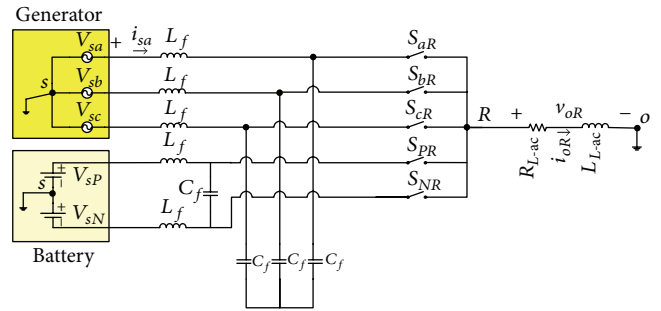 Generator
V_sa + i_sa L_f S_aR
V_sb L_f S_bR
s
V_sc L_f S_cR R + v_oR − o
L_f S_PR R_L-ac i_oR L_L-ac
s + − V_sP C_f S_NR
+ − V_sN L_f
Battery
C_f C_f C_f